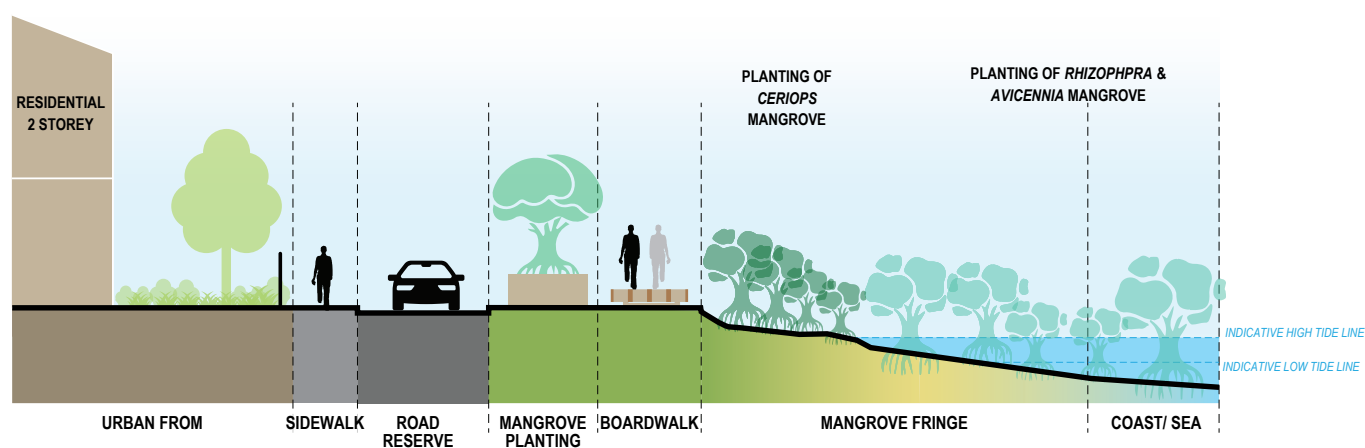 RESIDENTIAL
2 STOREY
PLANTING OF
CERIOPS
MANGROVE
PLANTING OF RHIZOPHPRA &
AVICENNIA MANGROVE
INDICATIVE HIGH TIDE LINE
INDICATIVE LOW TIDE LINE
URBAN FROM
SIDEWALK
ROAD
RESERVE
MANGROVE
PLANTING
BOARDWALK
MANGROVE FRINGE
COAST/ SEA